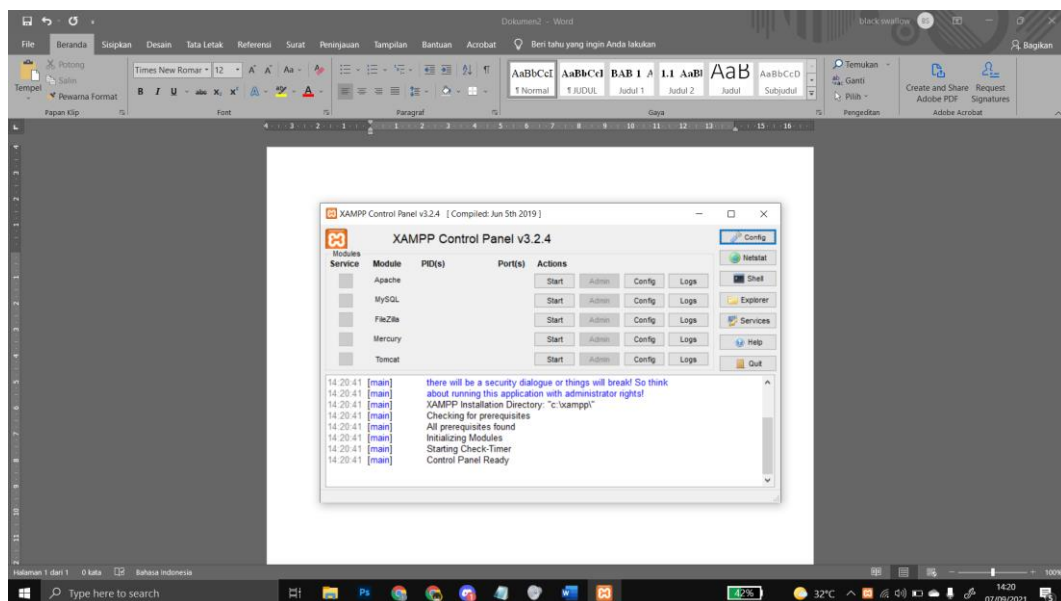 Dokumen2 - Word
black swallow
BS
File Beranda Sisipkan Desain Tata Letak Referensi Surat Peninjauan Tampilan Bantuan Acrobat Beri tahu yang ingin Anda lakukan Bagikan
Tempel
Potong
Salin
Pewarna Format
Times New Romar 12
AaBbCcI AaBbCcI BAB 1 A 1.1 AaBl AaB AaBbCcD
¶ Normal ¶ JUDUL Judul 1 Judul 2 Judul Subjudul
Temukan
Ganti
Pilih
Create and Share Adobe PDF
Request Signatures
Papan Klip Font Paragraf Gaya Pengeditan Adobe Acrobat
XAMPP Control Panel v3.2.4 [ Compiled: Jun 5th 2019 ]
XAMPP Control Panel v3.2.4
Modules
Service Module PID(s) Port(s) Actions
Apache Start Admin Config Logs
MySQL Start Admin Config Logs
FileZilla Start Admin Config Logs
Mercury Start Admin Config Logs
Tomcat Start Admin Config Logs
Config
Netstat
Shell
Explorer
Services
Help
Quit
14:20:41 [main] there will be a security dialogue or things will break! So think
14:20:41 [main] about running this application with administrator rights!
14:20:41 [main] XAMPP Installation Directory: "c:\xampp\"
14:20:41 [main] Checking for prerequisites
14:20:41 [main] All prerequisites found
14:20:41 [main] Initializing Modules
14:20:41 [main] Starting Check-Timer
14:20:41 [main] Control Panel Ready
Halaman 1 dari 1 0 kata Bahasa Indonesia 100%
Type here to search
42%
32°C
14:20
07/09/2021